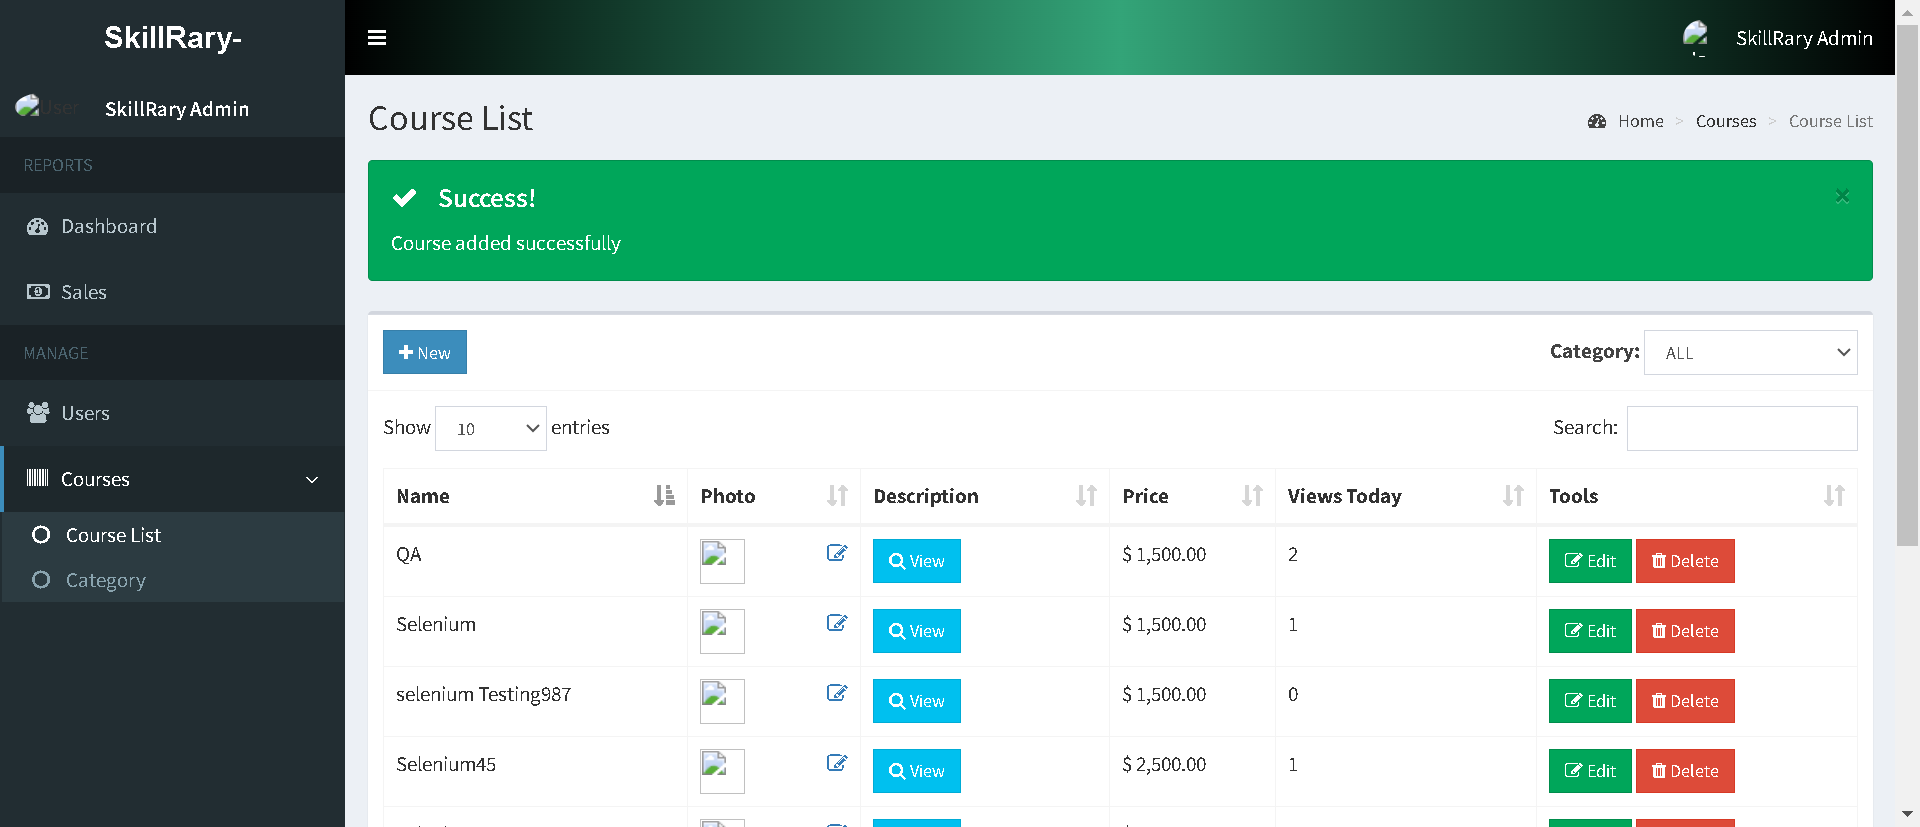 SkillRary-
SkillRary Admin
User
SkillRary Admin
REPORTS
Dashboard
Sales
MANAGE
Users
Courses
Course List
Category
Course List
Home > Courses > Course List
Success!
×
Course added successfully
New
Category: ALL
Show 10 entries
Search:
Name Photo Description Price Views Today Tools
QA View $ 1,500.00 2 Edit Delete
Selenium View $ 1,500.00 1 Edit Delete
selenium Testing987 View $ 1,500.00 0 Edit Delete
Selenium45 View $ 2,500.00 1 Edit Delete